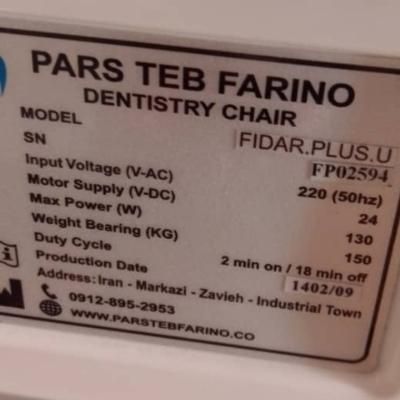 PARS TEB FARINO
DENTISTRY CHAIR
MODEL FIDAR.PLUS.U
SN FP02594
Input Voltage (V-AC) 220 (50hz)
Motor Supply (V-DC) 24
Max Power (W) 130
Weight Bearing (KG) 150
Duty Cycle 2 min on / 18 min off
Production Date 1402/09
Address: Iran - Markazi - Zavieh - Industrial Town
0912-895-2953
WWW.PARSTEBFARINO.CO